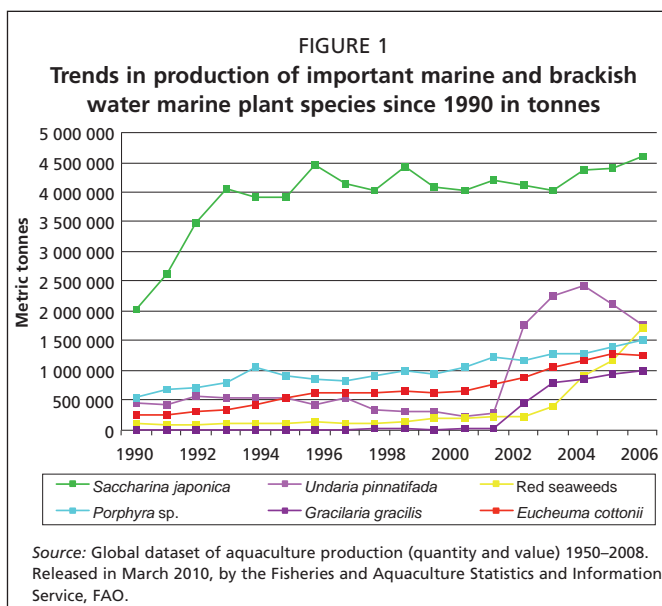 FIGURE 1
Trends in production of important marine and brackish
water marine plant species since 1990 in tonnes
5 000 000
4 500 000
4 000 000
3 500 000
3 000 000
2 500 000
2 000 000
1 500 000
1 000 000
500 000
0
Metric tonnes
1990 1992 1994 1996 1998 2000 2002 2004 2006
Saccharina japonica Undaria pinnatifada Red seaweeds
Porphyra sp. Gracilaria gracilis Eucheuma cottonii
Source: Global dataset of aquaculture production (quantity and value) 1950–2008.
Released in March 2010, by the Fisheries and Aquaculture Statistics and Information
Service, FAO.